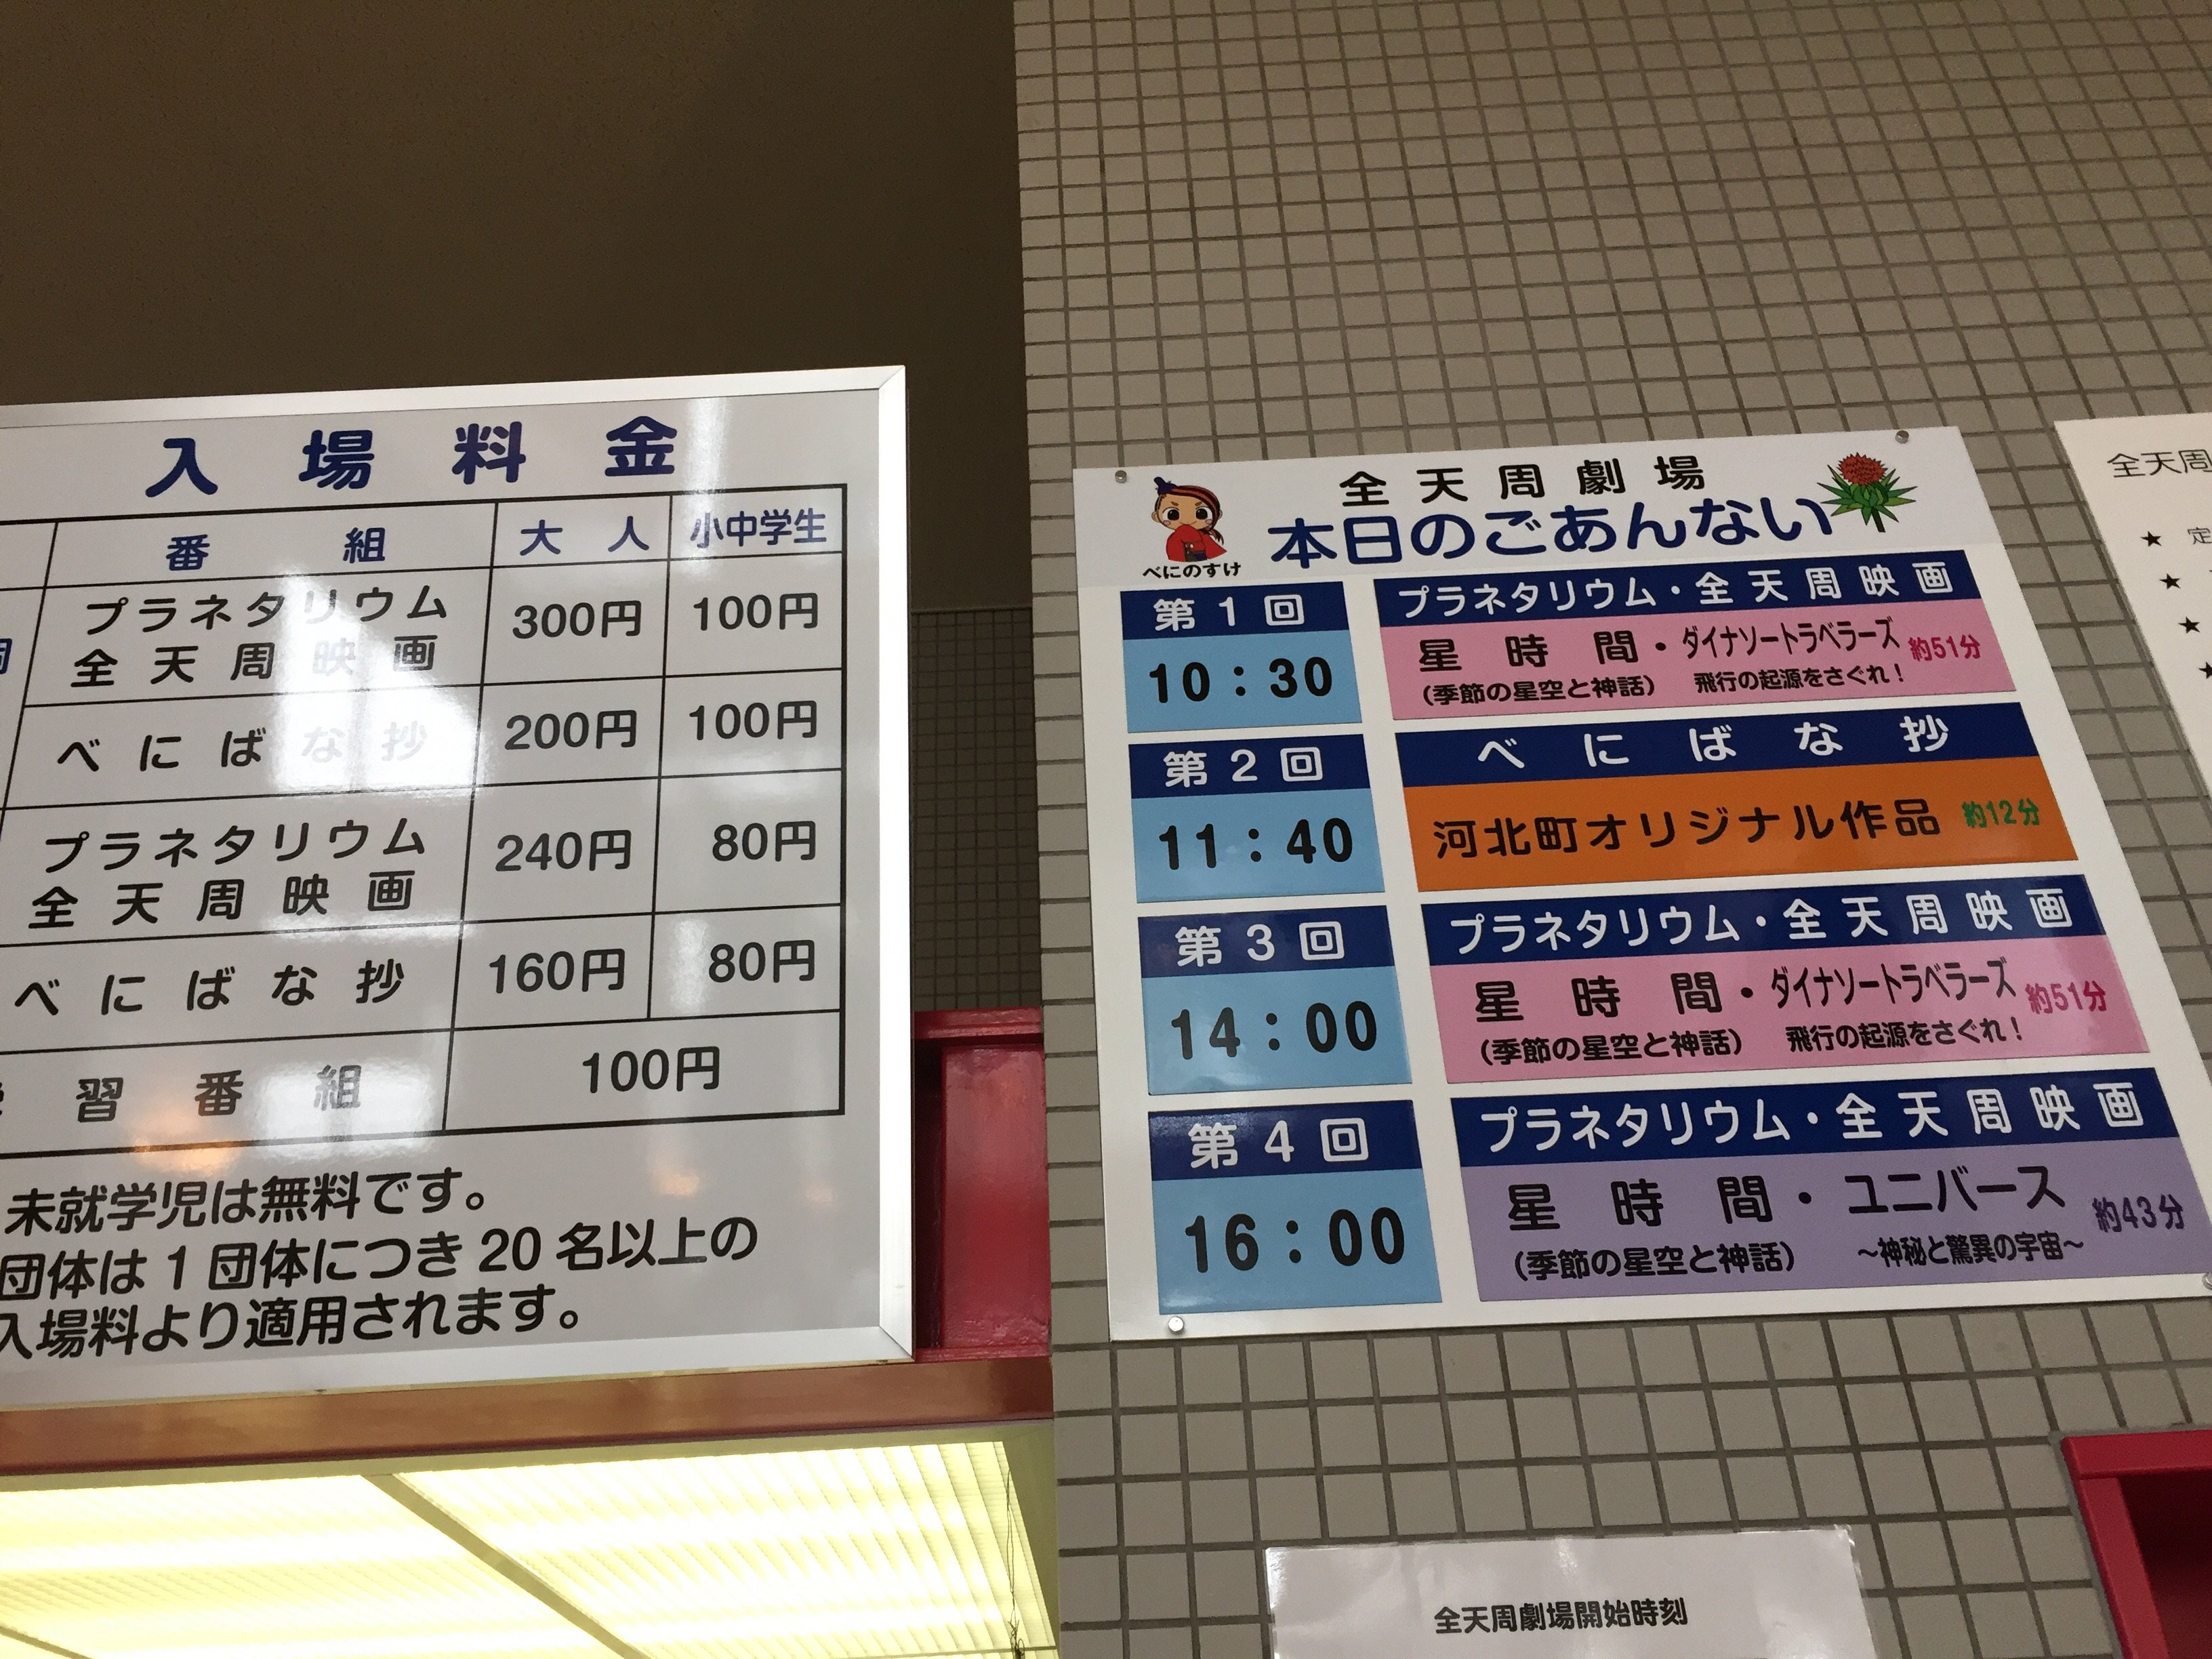 入場料金
番組 大人 小中学生
プラネタリウム
全天周映画 300円 100円
べにばな抄 200円 100円
プラネタリウム
全天周映画 240円 80円
べにばな抄 160円 80円
習番組 100円
未就学児は無料です。
団体は1団体につき20名以上の
入場料より適用されます。
全天周劇場
本日のごあんない
べにのすけ
第1回 プラネタリウム・全天周映画
10:30 星時間・ダイナソートラベラーズ 約51分
(季節の星空と神話) 飛行の起源をさぐれ!
第2回 べにばな抄
11:40 河北町オリジナル作品 約12分
第3回 プラネタリウム・全天周映画
14:00 星時間・ダイナソートラベラーズ 約51分
(季節の星空と神話) 飛行の起源をさぐれ!
第4回 プラネタリウム・全天周映画
16:00 星時間・ユニバース 約43分
(季節の星空と神話) ～神秘と驚異の宇宙～
全天周
★ 定
★
★
★
全天周劇場開始時刻